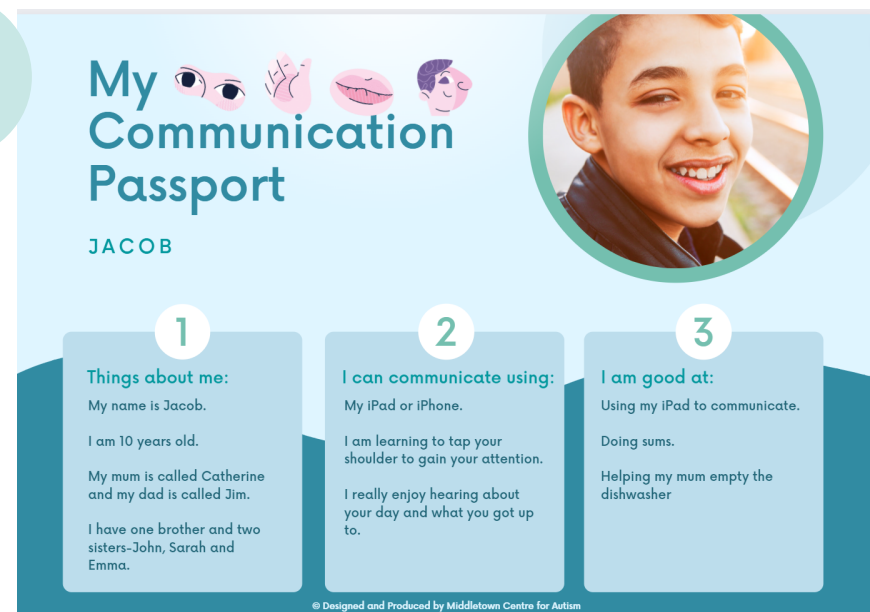 My
Communication
Passport
JACOB
1
Things about me:
My name is Jacob.
I am 10 years old.
My mum is called Catherine
and my dad is called Jim.
I have one brother and two
sisters-John, Sarah and
Emma.
2
I can communicate using:
My iPad or iPhone.
I am learning to tap your
shoulder to gain your attention.
I really enjoy hearing about
your day and what you got up
to.
3
I am good at:
Using my iPad to communicate.
Doing sums.
Helping my mum empty the
dishwasher
© Designed and Produced by Middletown Centre for Autism